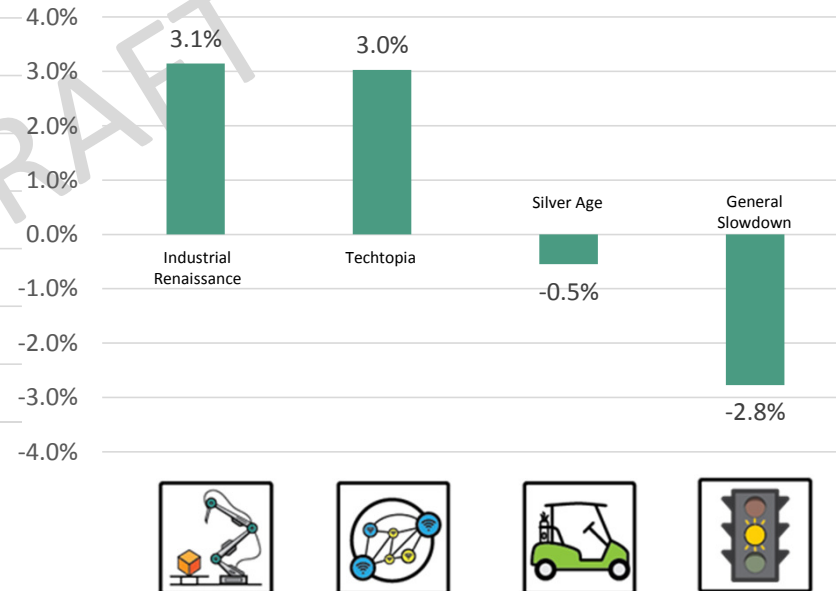 4.0%
3.0%
2.0%
1.0%
0.0%
-1.0%
-2.0%
-3.0%
-4.0%
3.1%
3.0%
-0.5%
-2.8%
Industrial
Renaissance
Techtopia
Silver Age
General
Slowdown
RAFT